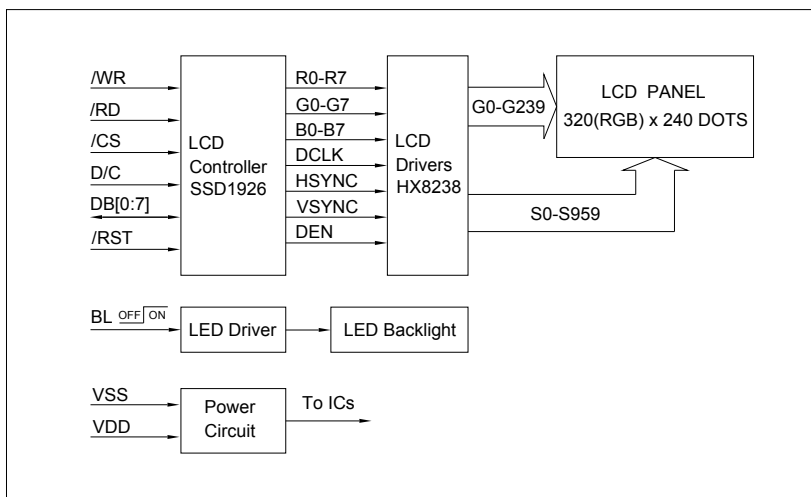 /WR
/RD
/CS
D/C
DB[0:7]
/RST
LCD
Controller
SSD1926
R0-R7
G0-G7
B0-B7
DCLK
HSYNC
VSYNC
DEN
LCD
Drivers
HX8238
G0-G239
S0-S959
LCD PANEL
320(RGB) x 240 DOTS
BL OFF ON
LED Driver
LED Backlight
VSS
VDD
Power
Circuit
To ICs